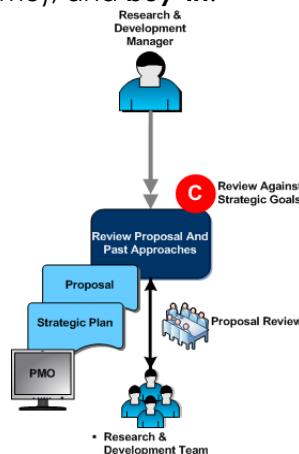 Research &
Development
Manager
C
Review Against
Strategic Goals
Review Proposal And
Past Approaches
Proposal
Strategic Plan
Proposal Review
PMO
▪ Research &
Development Team